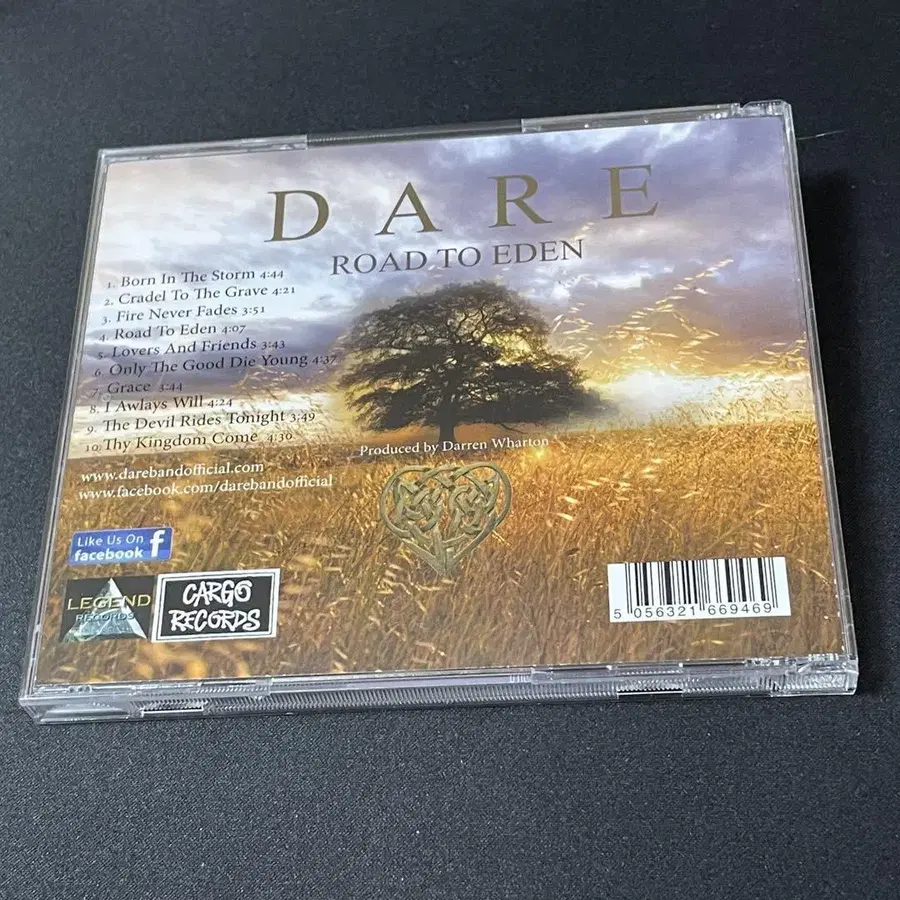 DARE
ROAD TO EDEN
1. Born In The Storm 4:44
2. Cradel To The Grave 4:21
3. Fire Never Fades 3:51
4. Road To Eden 4:07
5. Lovers And Friends 3:43
6. Only The Good Die Young 4:37
7. Grace 3:44
8. I Awlays Will 4:24
9. The Devil Rides Tonight 3:49
10. Thy Kingdom Come 4:30
Produced by Darren Wharton
www.darebandofficial.com
www.facebook.com/darebandofficial
Like Us On
facebook f
LEGEND
RECORDS
CARGO
RECORDS
5 056321 669469